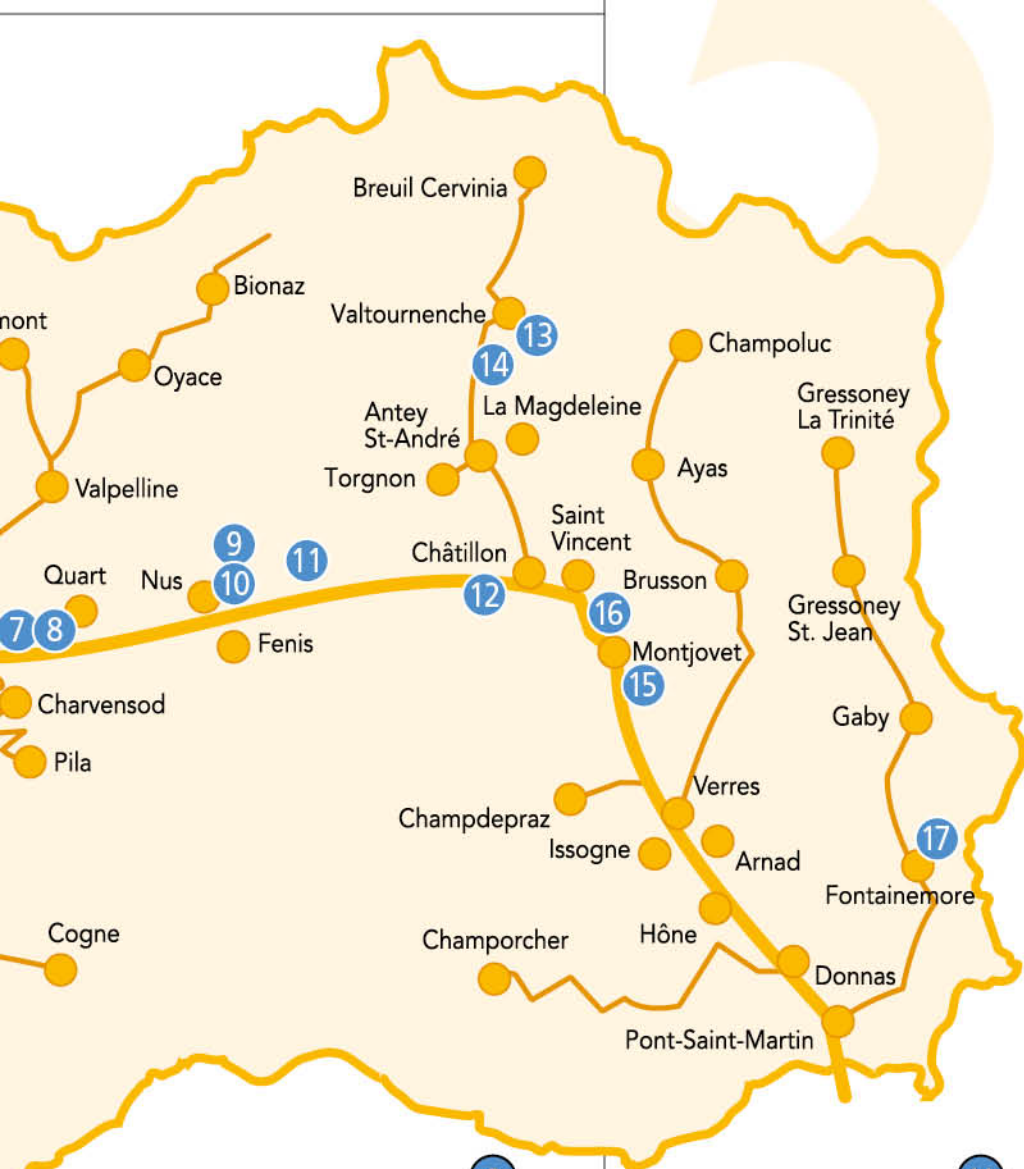 Breuil Cervinia
Bionaz
Valtournenche
13
mont
Champoluc
14
Oyace
Gressoney
La Trinité
La Magdeleine
Antey
St-André
Ayas
Torgnon
Valpelline
Saint
Vincent
9
11
Châtillon
Quart
Nus
10
Brusson
12
16
Gressoney
St. Jean
7
8
Fenis
Montjovet
15
Charvensod
Gaby
Pila
Verres
Champdepraz
17
Issogne
Arnad
Fontainemore
Cogne
Champorcher
Hône
Donnas
Pont-Saint-Martin